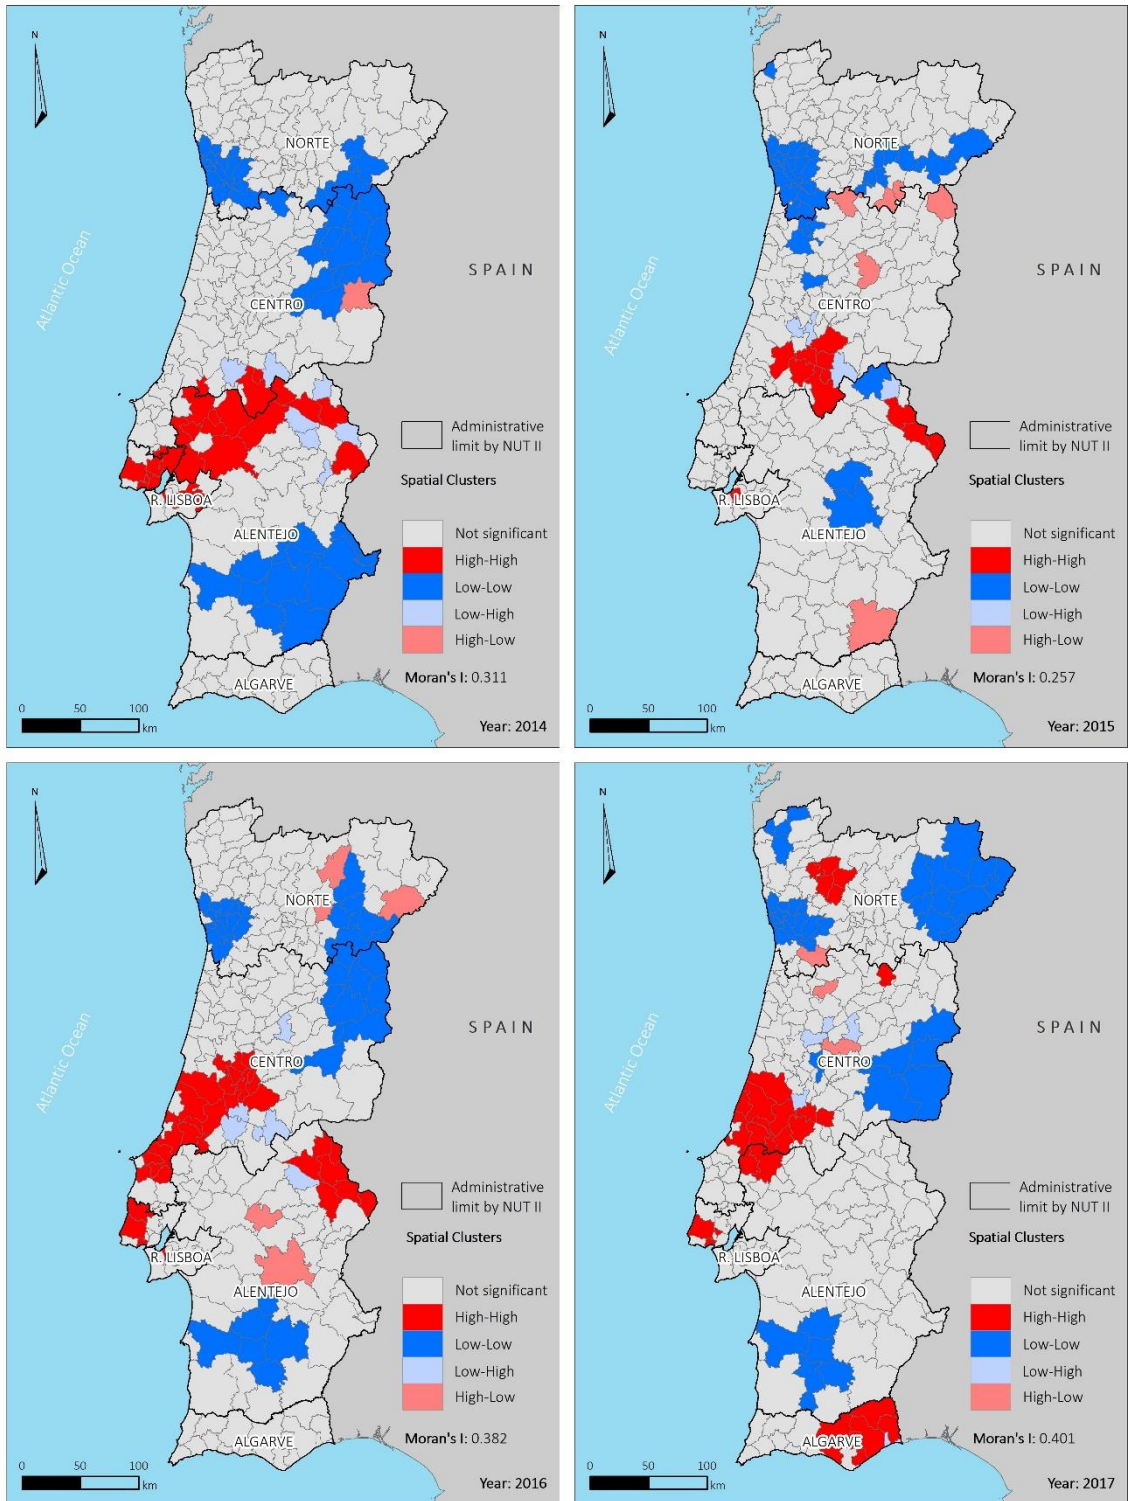 N
NORTE
Atlantic Ocean
SPAIN
CENTRO
Administrative
limit by NUT II
Spatial Clusters
R. LISBOA
Not significant
ALENTEJO
High-High
Low-Low
Low-High
High-Low
ALGARVE
Moran's I: 0.311
0 50 100
km
Year: 2014
N
NORTE
Atlantic Ocean
SPAIN
CENTRO
Administrative
limit by NUT II
Spatial Clusters
R. LISBOA
Not significant
ALENTEJO
High-High
Low-Low
Low-High
High-Low
ALGARVE
Moran's I: 0.257
0 50 100
km
Year: 2015
N
NORTE
Atlantic Ocean
SPAIN
CENTRO
Administrative
limit by NUT II
Spatial Clusters
R. LISBOA
Not significant
ALENTEJO
High-High
Low-Low
Low-High
High-Low
ALGARVE
Moran's I: 0.382
0 50 100
km
Year: 2016
N
NORTE
Atlantic Ocean
SPAIN
CENTRO
Administrative
limit by NUT II
Spatial Clusters
R. LISBOA
Not significant
ALENTEJO
High-High
Low-Low
Low-High
High-Low
ALGARVE
Moran's I: 0.401
0 50 100
km
Year: 2017